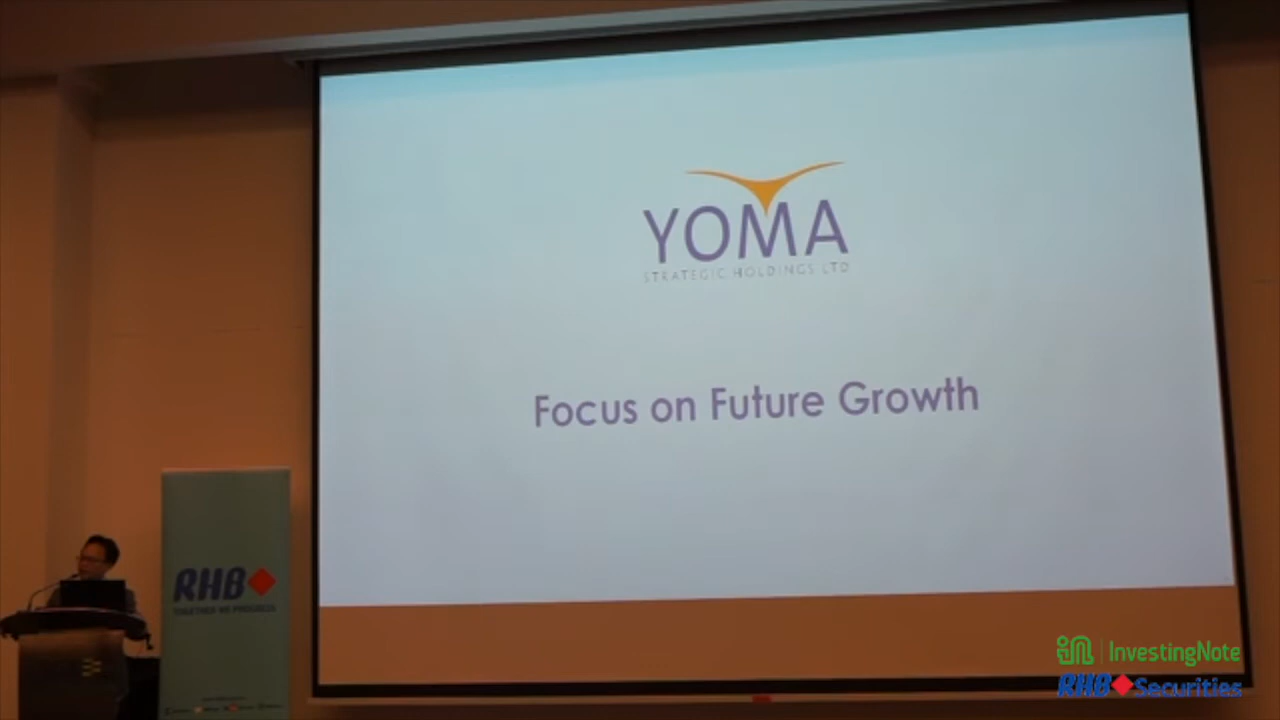 YOMA
STRATEGIC HOLDINGS LTD
Focus on Future Growth
RHB
TOGETHER WE PROGRESS
InvestingNote
RHB Securities